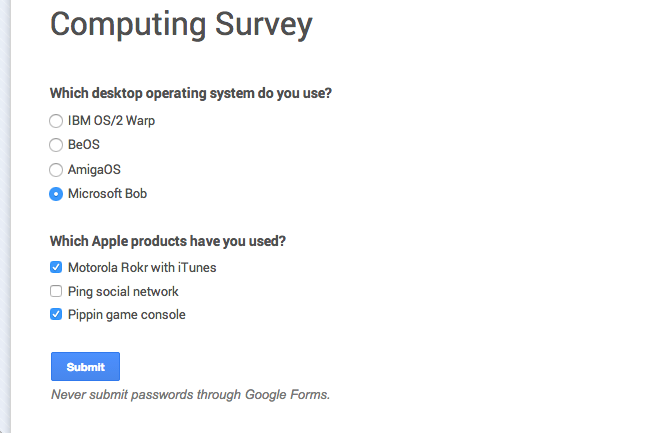 Computing Survey
Which desktop operating system do you use?
IBM OS/2 Warp
BeOS
AmigaOS
Microsoft Bob
Which Apple products have you used?
Motorola Rokr with iTunes
Ping social network
Pippin game console
Submit
Never submit passwords through Google Forms.